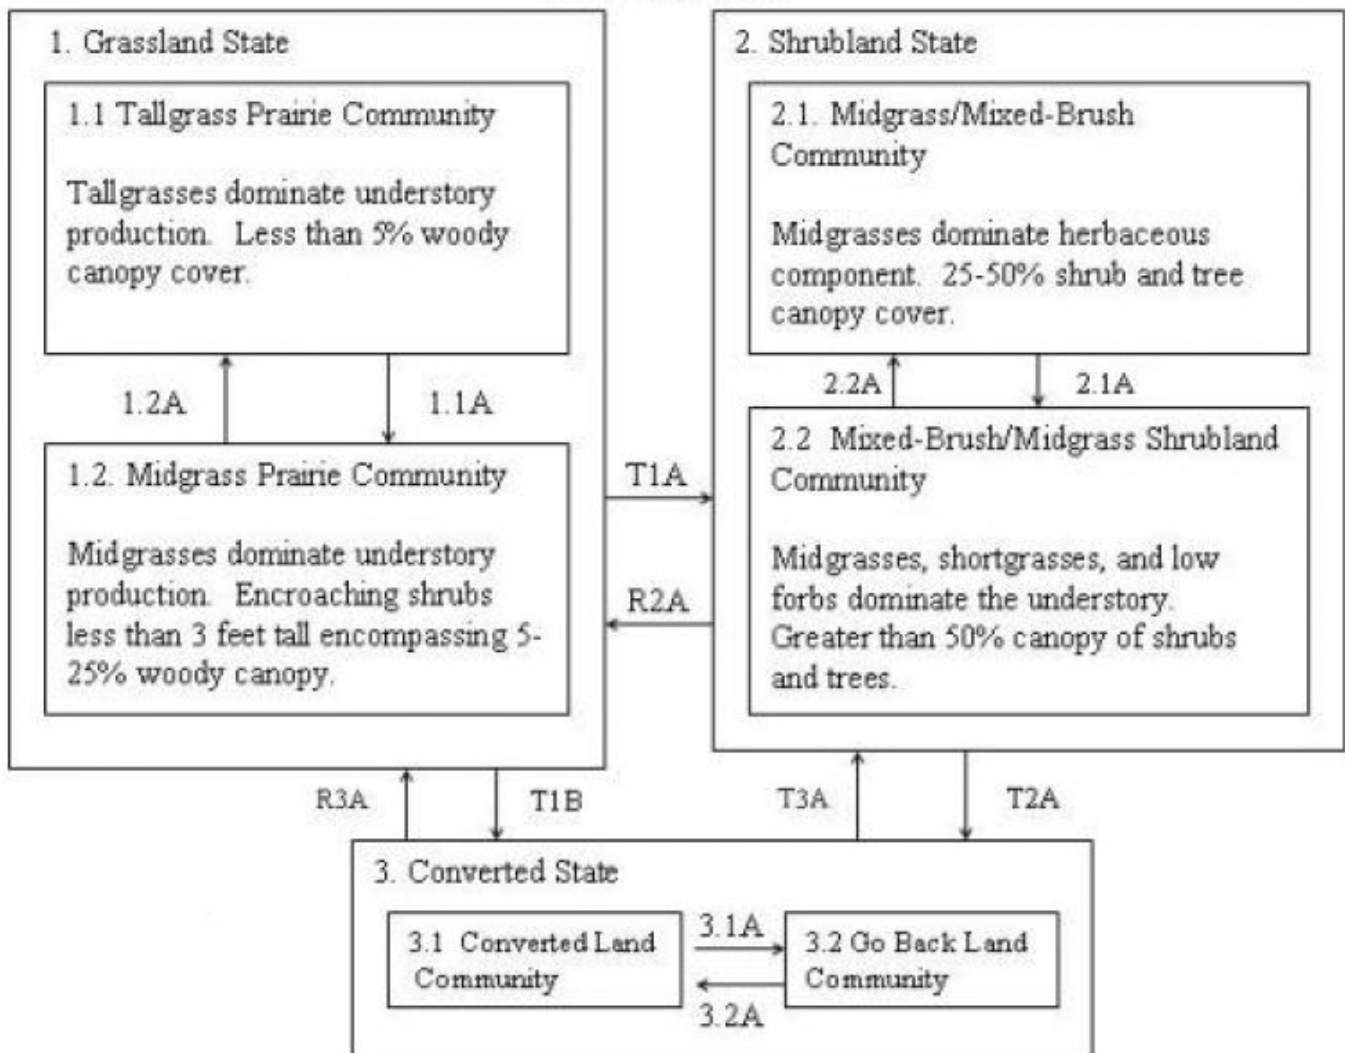 1. Grassland State
1.1 Tallgrass Prairie Community
Tallgrasses dominate understory
production. Less than 5% woody
canopy cover.
1.2A
1.1A
1.2. Midgrass Prairie Community
Midgrasses dominate understory
production. Encroaching shrubs
less than 3 feet tall encompassing 5-
25% woody canopy.
T1A
R2A
2. Shrubland State
2.1. Midgrass/Mixed-Brush
Community
Midgrasses dominate herbaceous
component. 25-50% shrub and tree
canopy cover.
2.2A
2.1A
2.2 Mixed-Brush/Midgrass Shrubland
Community
Midgrasses, shortgrasses, and low
forbs dominate the understory.
Greater than 50% canopy of shrubs
and trees.
R3A
T1B
T3A
T2A
3. Converted State
3.1 Converted Land
Community
3.1A
3.2A
3.2 Go Back Land
Community